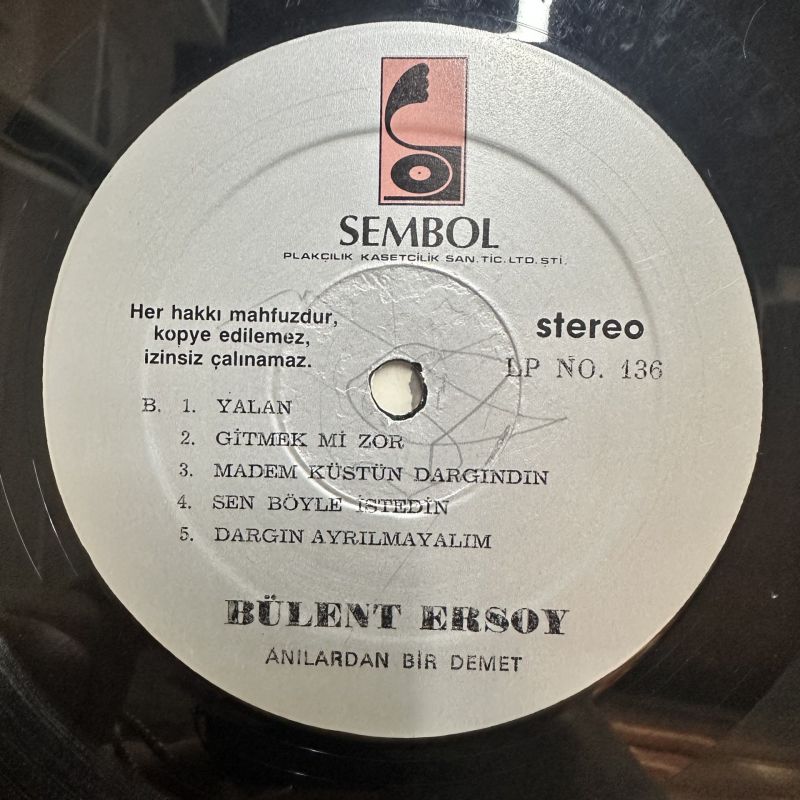 SEMBOL
PLAKÇILIK KASETCİLİK SAN. TİC. LTD. ŞTİ.
Her hakkı mahfuzdur,
kopye edilemez,
izinsiz çalınamaz.
stereo
LP NO. 136
B. 1. YALAN
2. GİTMEK Mİ ZOR
3. MADEM KÜSTÜN DARGINDIN
4. SEN BÖYLE İSTEDİN
5. DARGIN AYRILMAYALIM
BÜLENT ERSOY
ANILARDAN BİR DEMET